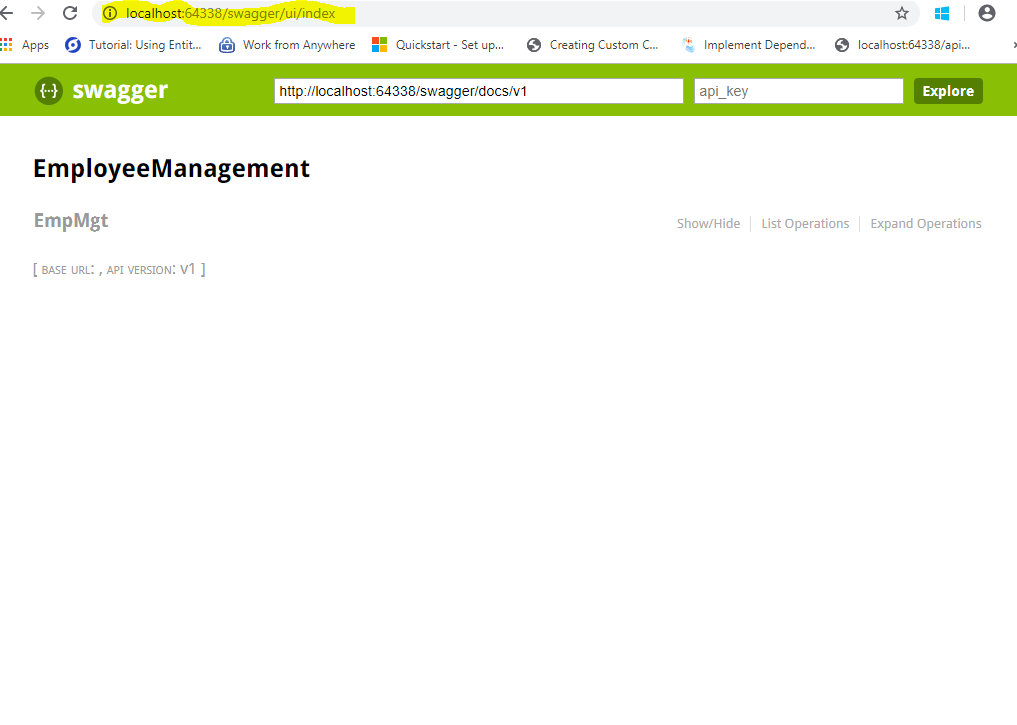 localhost:64338/swagger/ui/index
Apps Tutorial: Using Entit... Work from Anywhere Quickstart - Set up... Creating Custom C... Implement Depend... localhost:64338/api...
{··} swagger http://localhost:64338/swagger/docs/v1 api_key Explore
EmployeeManagement
EmpMgt Show/Hide List Operations Expand Operations
[ BASE URL: , API VERSION: V1 ]